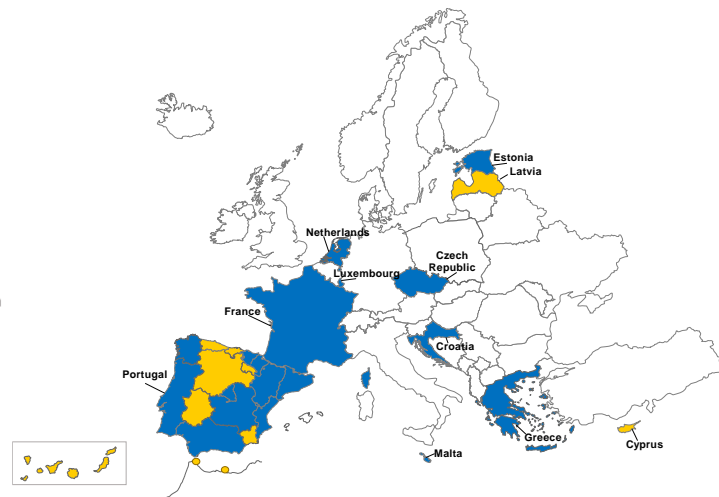 Estonia
Latvia
Netherlands
Czech
Republic
Luxembourg
France
Croatia
Portugal
Greece
Cyprus
Malta